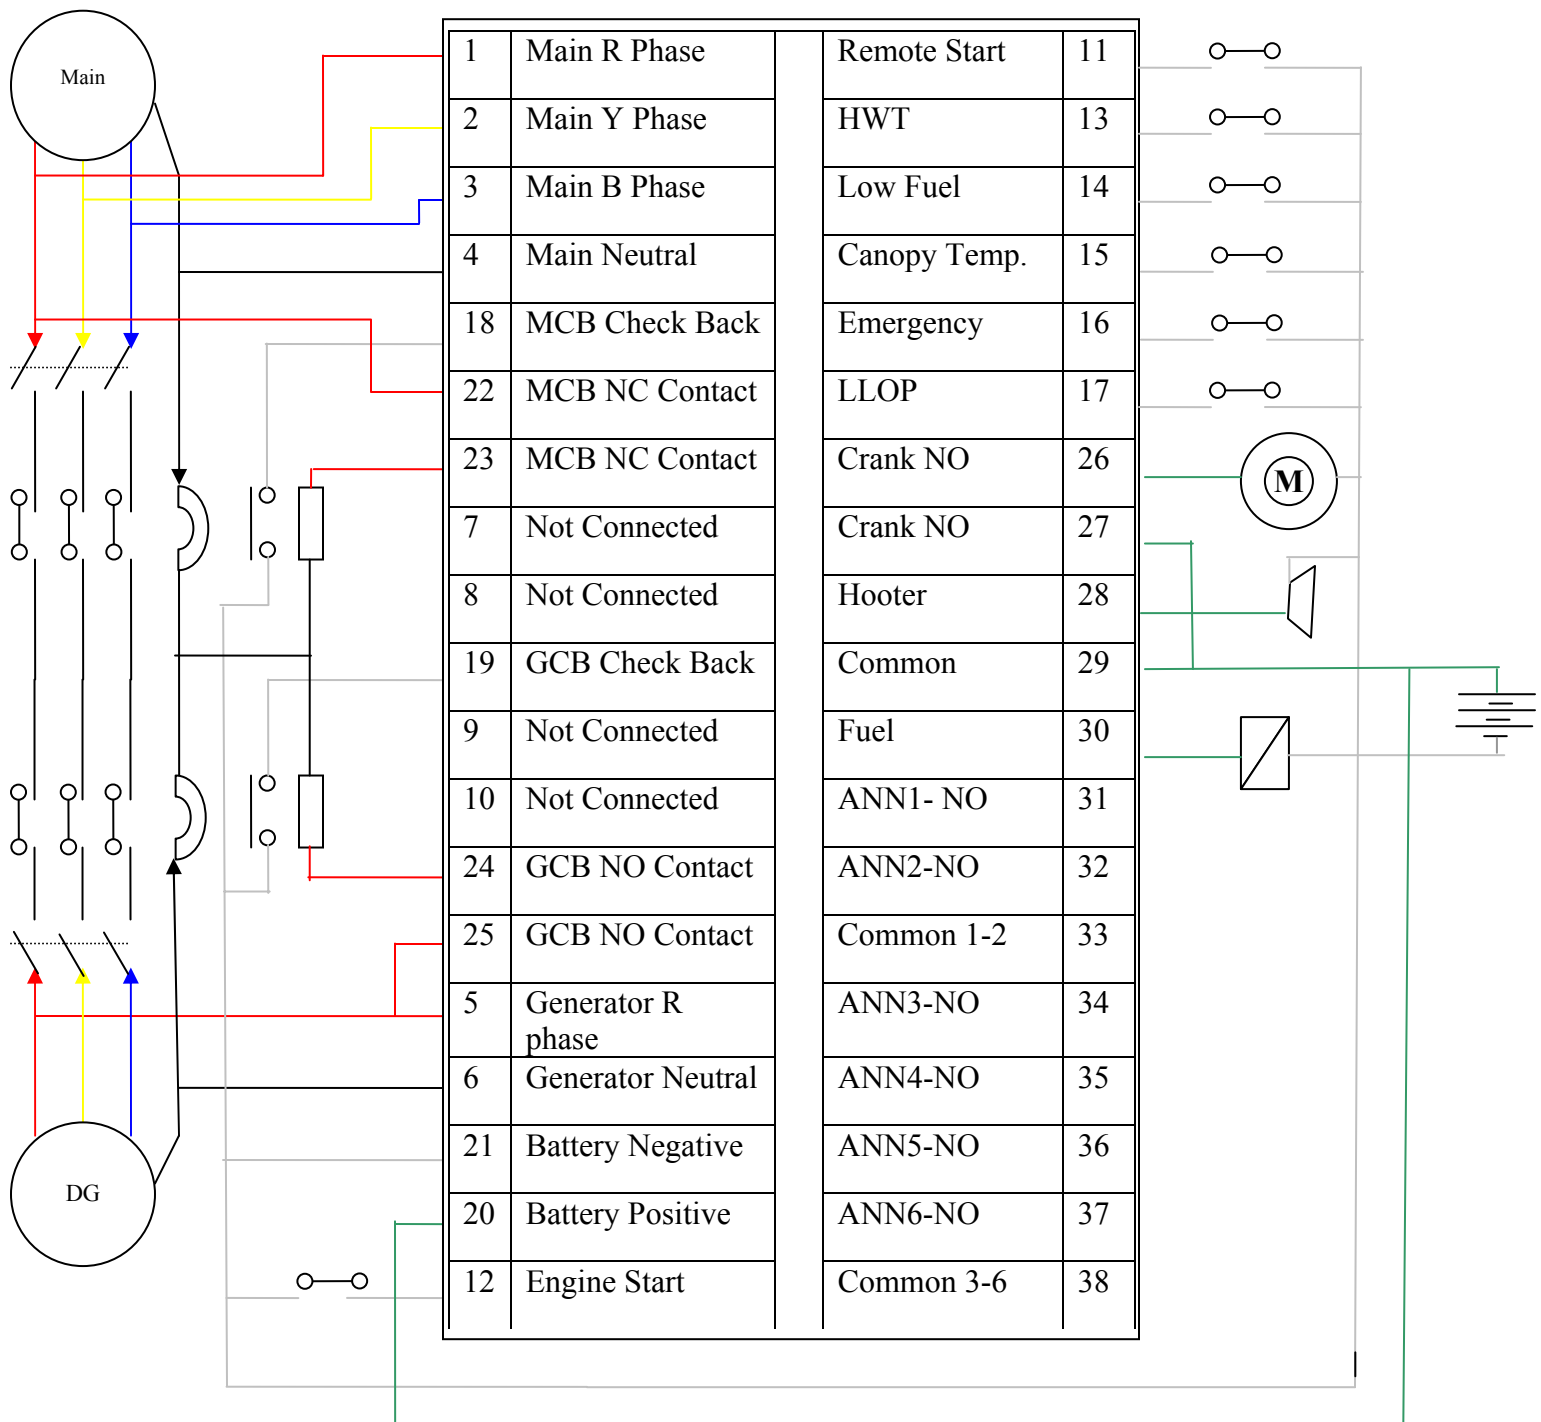 Main
1 Main R Phase Remote Start 11
2 Main Y Phase HWT 13
3 Main B Phase Low Fuel 14
4 Main Neutral Canopy Temp. 15
18 MCB Check Back Emergency 16
22 MCB NC Contact LLOP 17
23 MCB NC Contact Crank NO 26
M
7 Not Connected Crank NO 27
8 Not Connected Hooter 28
19 GCB Check Back Common 29
9 Not Connected Fuel 30
10 Not Connected ANN1- NO 31
24 GCB NO Contact ANN2-NO 32
25 GCB NO Contact Common 1-2 33
5 Generator R ANN3-NO 34
phase
6 Generator Neutral ANN4-NO 35
21 Battery Negative ANN5-NO 36
DG
20 Battery Positive ANN6-NO 37
12 Engine Start Common 3-6 38